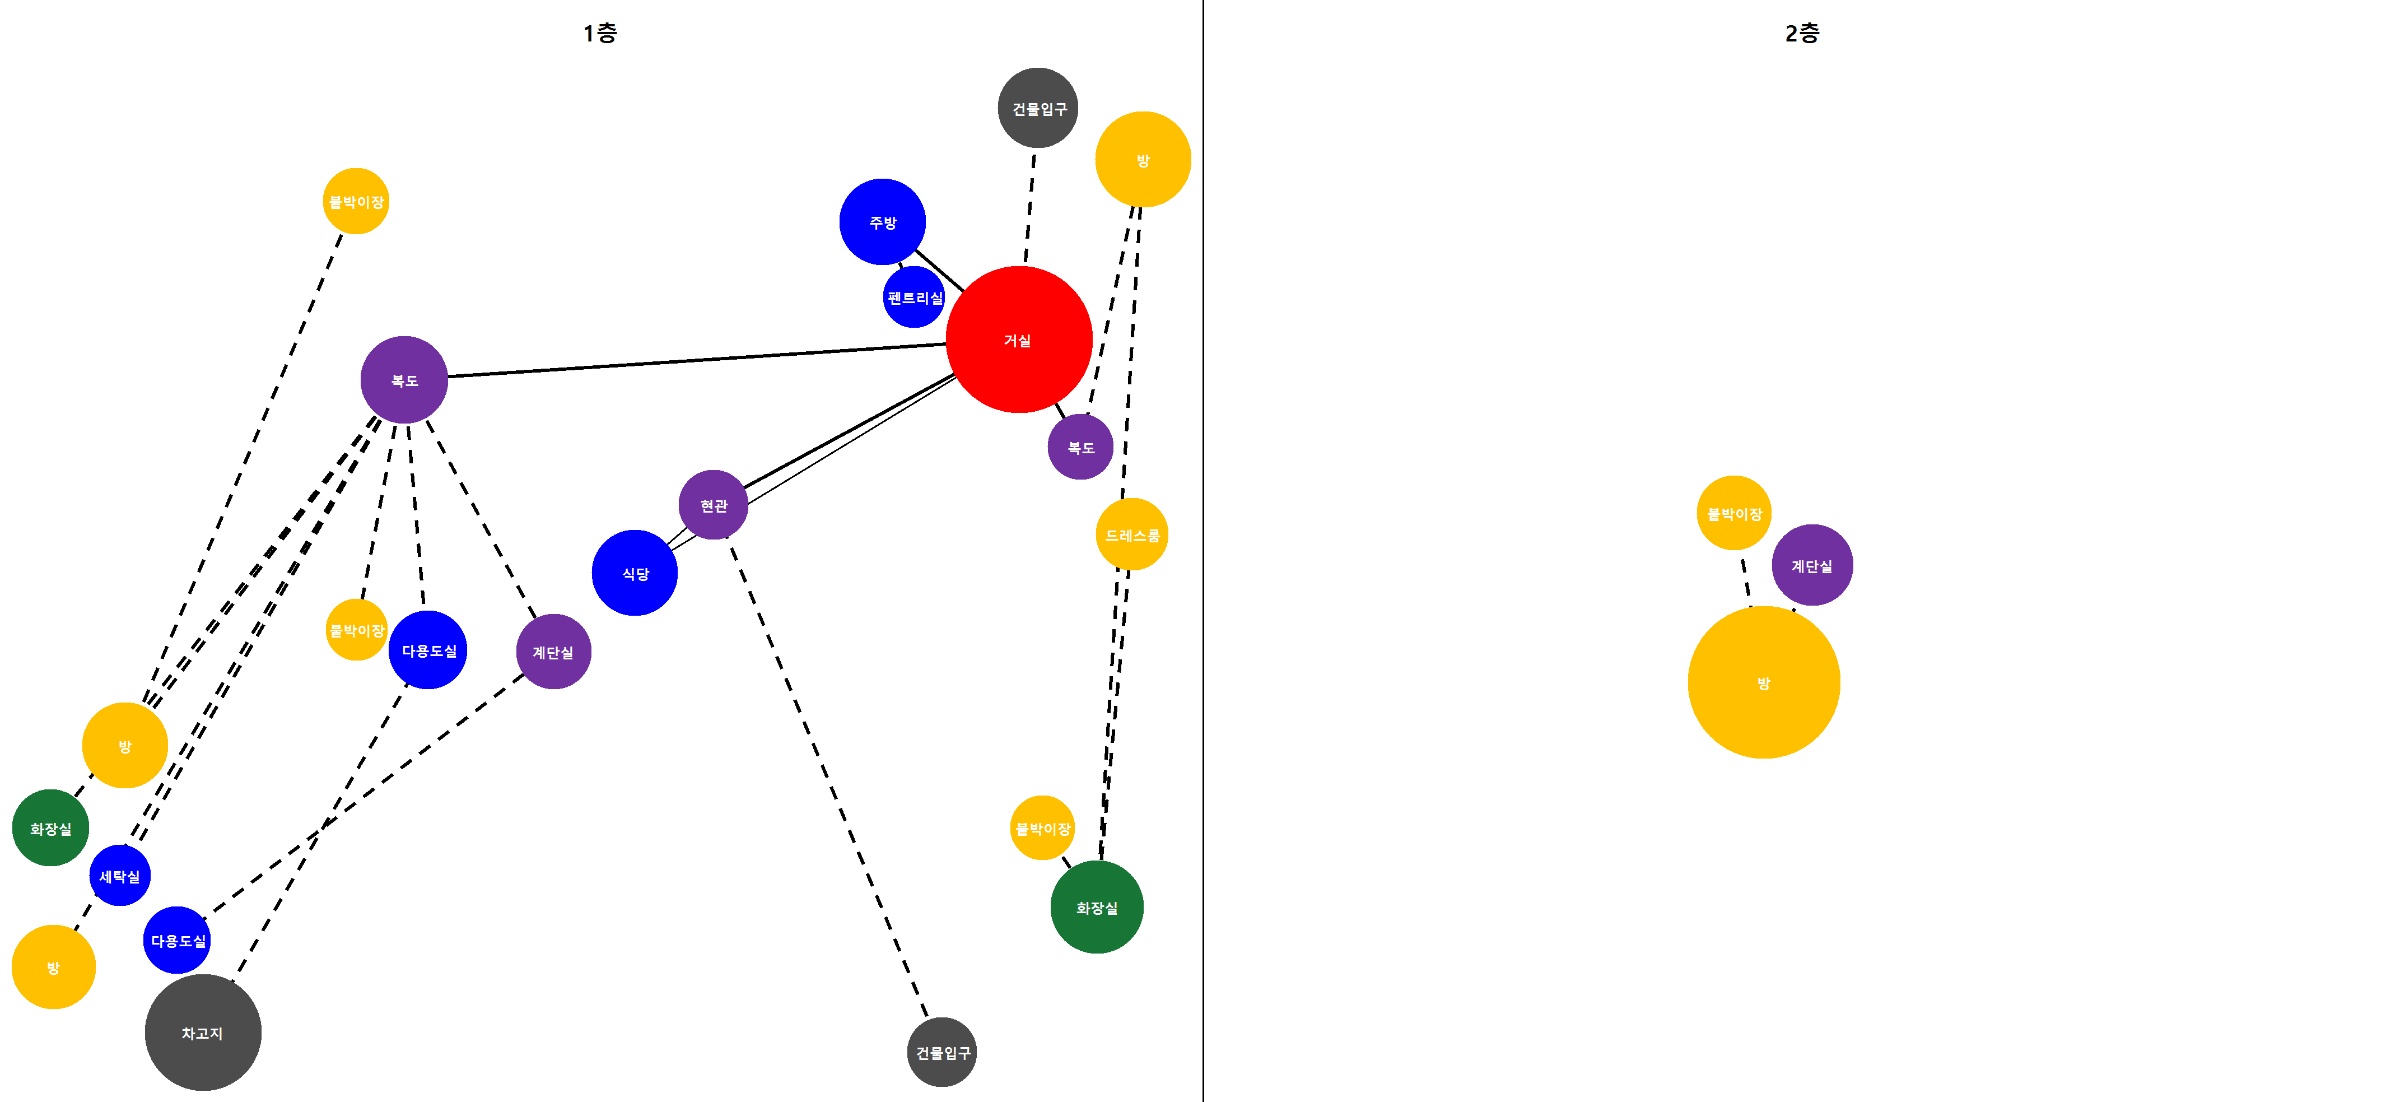 1층
2층
건물입구
방
붙박이장
주방
펜트리실
거실
복도
복도
현관
붙박이장
계단실
드레스룸
식당
붙박이장
다용도실
계단실
방
방
화장실
붙박이장
세탁실
화장실
다용도실
방
차고지
건물입구